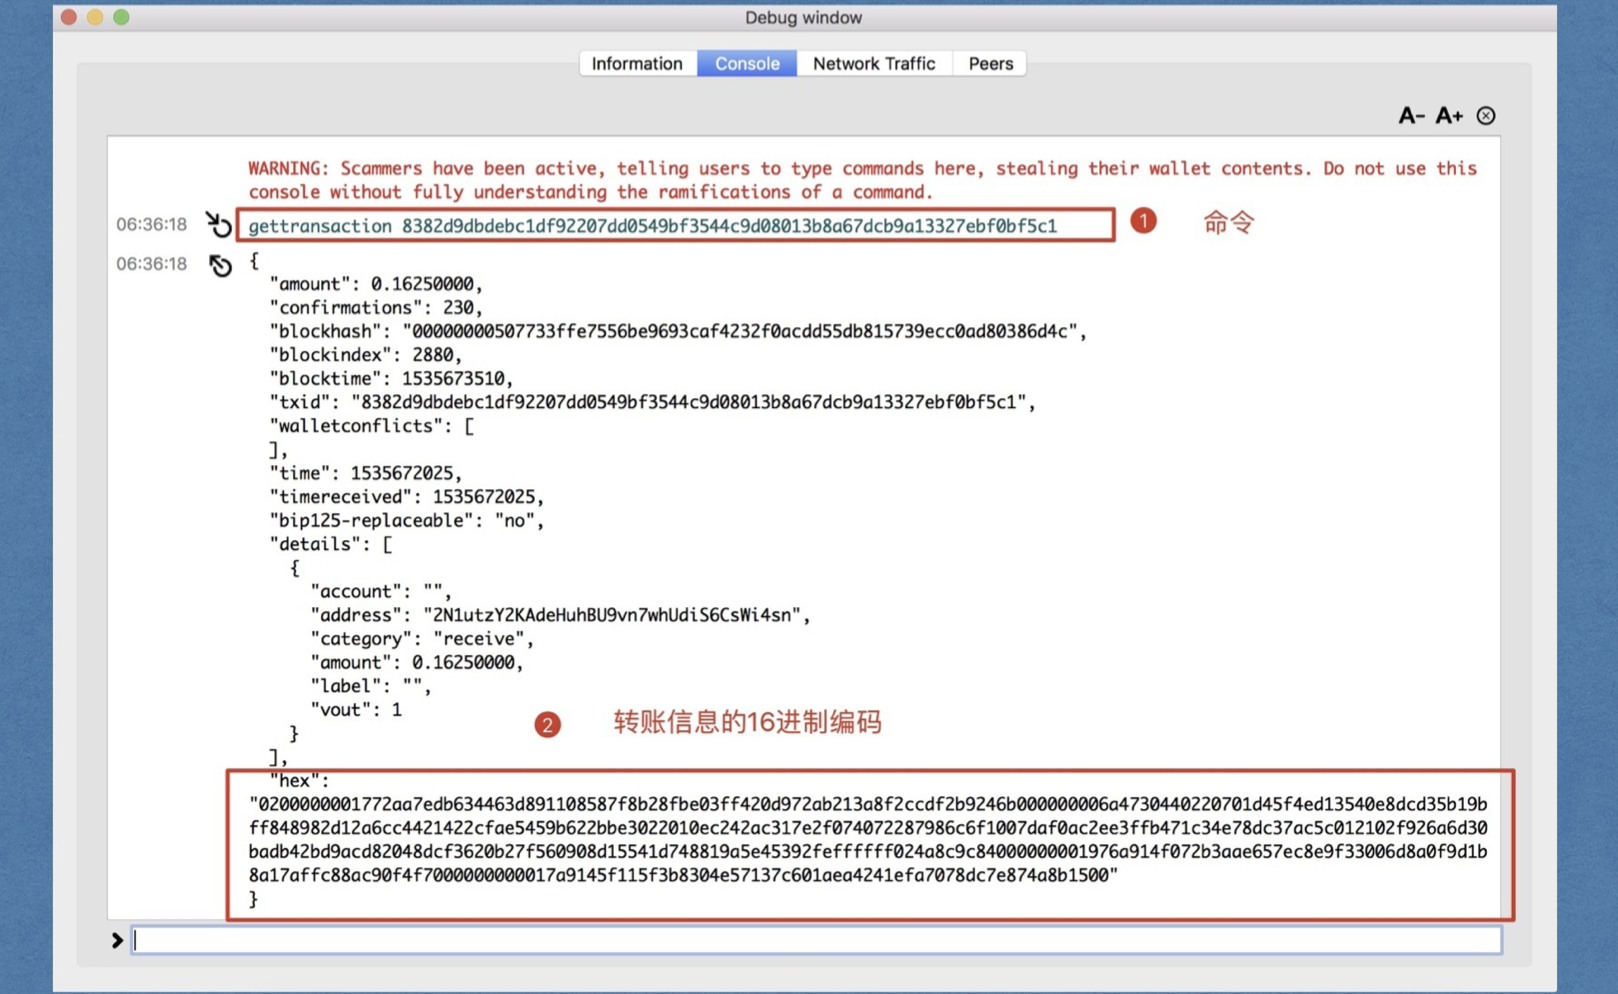 Debug window
Information Console Network Traffic Peers
A- A+
WARNING: Scammers have been active, telling users to type commands here, stealing their wallet contents. Do not use this
console without fully understanding the ramifications of a command.
06:36:18 gettransaction 8382d9dbdebc1df92207dd0549bf3544c9d08013b8a67dcb9a13327ebf0bf5c1 1 命令
06:36:18 {
"amount": 0.16250000,
"confirmations": 230,
"blockhash": "00000000507733ffe7556be9693caf4232f0acdd55db815739ecc0ad80386d4c",
"blockindex": 2880,
"blocktime": 1535673510,
"txid": "8382d9dbdebc1df92207dd0549bf3544c9d08013b8a67dcb9a13327ebf0bf5c1",
"walletconflicts": [
],
"time": 1535672025,
"timereceived": 1535672025,
"bip125-replaceable": "no",
"details": [
{
"account": "",
"address": "2N1utzY2KAdeHuhBU9vn7whUdiS6CsWi4sn",
"category": "receive",
"amount": 0.16250000,
"label": "",
"vout": 1
2 转账信息的16进制编码
}
],
"hex":
"0200000001772aa7edb634463d891108587f8b28fbe03ff420d972ab213a8f2ccdf2b9246b000000006a4730440220701d45f4ed13540e8dcd35b19b
ff848982d12a6cc4421422cfae5459b622bbe3022010ec242ac317e2f074072287986c6f1007daf0ac2ee3ffb471c34e78dc37ac5c012102f926a6d30
badb42bd9acd82048dcf3620b27f560908d15541d748819a5e45392feffffff024a8c9c84000000001976a914f072b3aae657ec8e9f33006d8a0f9d1b
8a17affc88ac90f4f7000000000017a9145f115f3b8304e57137c601aea4241efa7078dc7e874a8b1500"
}